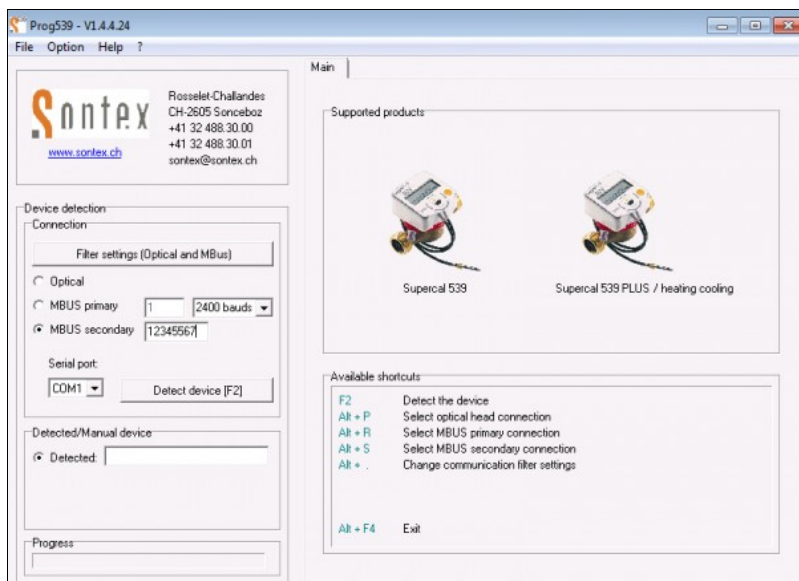 Prog539 - V1.4.4.24
File Option Help ?
sontex
www.sontex.ch
Rosselet-Challandes
CH-2605 Sonceboz
+41 32 488.30.00
+41 32 488.30.01
sontex@sontex.ch
Device detection
Connection
Filter settings (Optical and MBus)
Optical
MBUS primary 1 2400 bauds
MBUS secondary 12345567
Serial port:
COM1 Detect device [F2]
Detected/Manual device
Detected:
Progress
Main
Supported products
Supercal 539 Supercal 539 PLUS / heating cooling
Available shortcuts
F2 Detect the device
Alt + P Select optical head connection
Alt + R Select MBUS primary connection
Alt + S Select MBUS secondary connection
Alt + . Change communication filter settings
Alt + F4 Exit